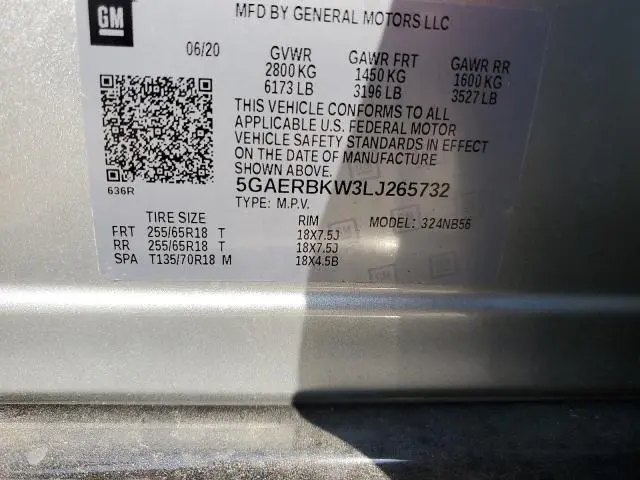 GM
MFD BY GENERAL MOTORS LLC
06/20 GVWR GAWR FRT GAWR RR
2800 KG 1450 KG 1600 KG
6173 LB 3196 LB 3527 LB
THIS VEHICLE CONFORMS TO ALL
APPLICABLE U.S. FEDERAL MOTOR
VEHICLE SAFETY STANDARDS IN EFFECT
ON THE DATE OF MANUFACTURE
SHOWN ABOVE.
636R
5GAERBKW3LJ265732
TYPE: M.P.V. MODEL: 324NB56
TIRE SIZE RIM
FRT 255/65R18 T 18X7.5J
RR 255/65R18 T 18X7.5J
SPA T135/70R18 M 18X4.5B